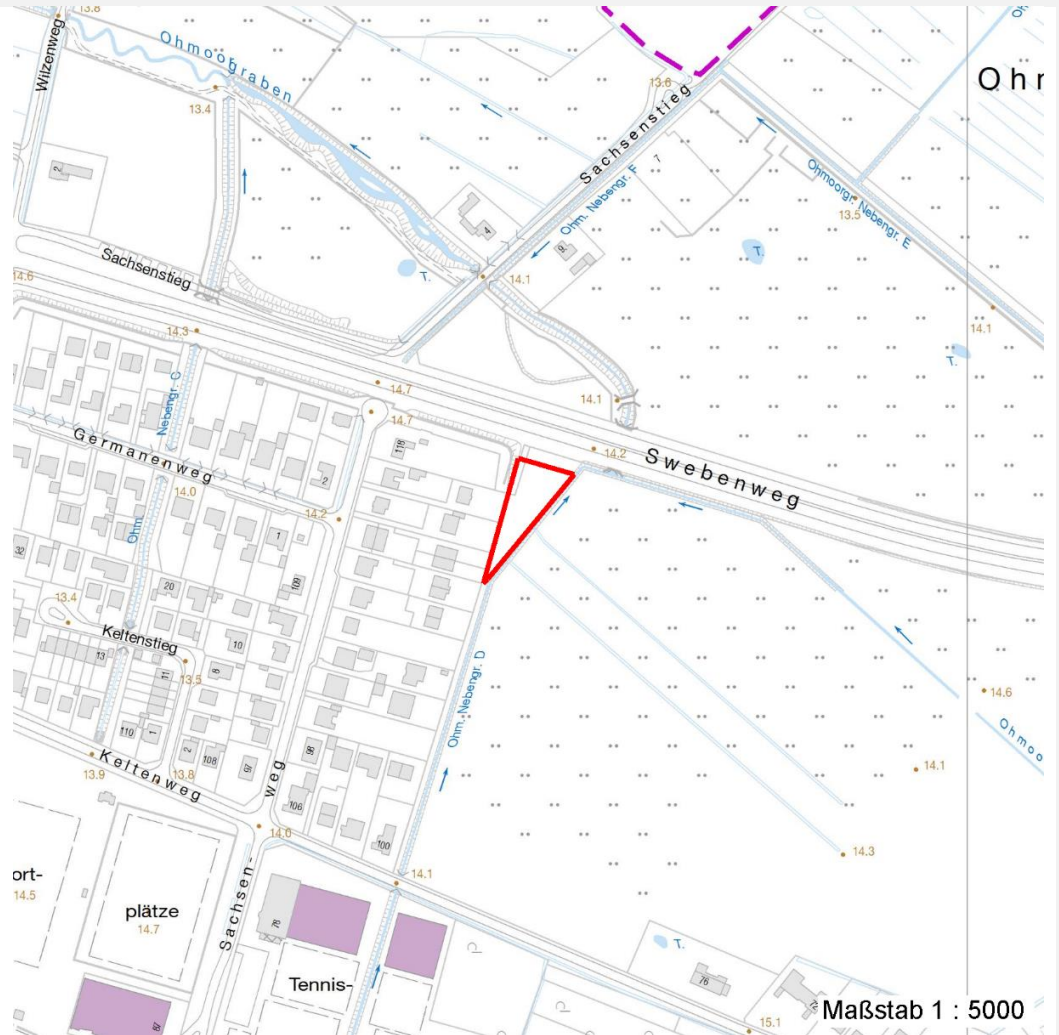 13.8
Ohmoorgraben
Wilzenweg
13.4
13.6
Sachsenstieg
Ohm. Nebengr. F
7
Ohmoorgr. Nebengr. E
13.5
2
4
9
T.
T.
14.1
Sachsenstieg
14.6
14.3
14.7
14.7
14.1
14.1
T.
Nebengr. C
Germanenweg
118
2
14.2
Swebenweg
14.0
14.2
1
Ohm.
32
20
109
13.4
Keltenstieg
10
13
13.5
8
11
Ohm. Nebengr. D
14.6
110
1
2
108
97
98
Ohmoo
13.9
Keltenweg
13.8
weg
106
100
14.1
14.0
14.3
14.1
ort-
14.5
plätze
14.7
Sachsen-
78
T.
Tennis-
76
82
Maßstab 1 : 5000
15.1